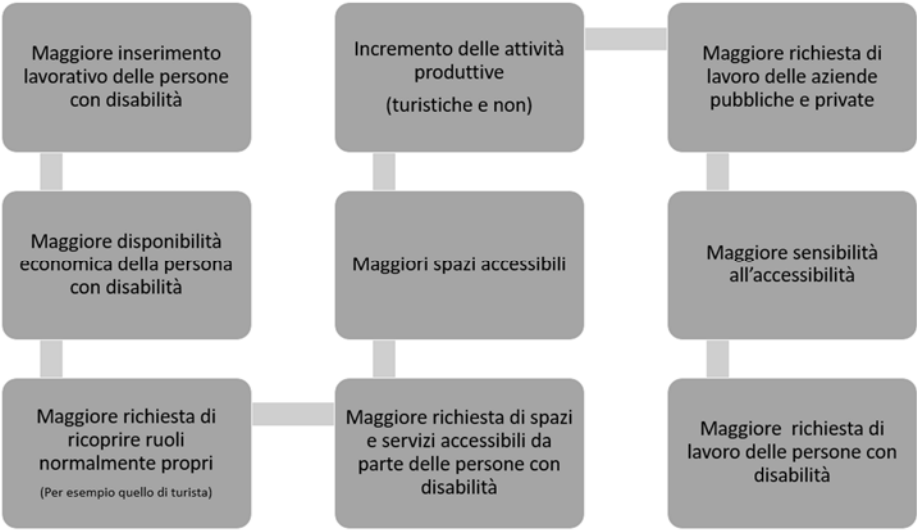 Maggiore inserimento
lavorativo delle persone
con disabilità
Maggiore disponibilità
economica della persona
con disabilità
Maggiore richiesta di
ricoprire ruoli
normalmente propri
(Per esempio quello di turista)
Maggiore richiesta di spazi
e servizi accessibili da
parte delle persone con
disabilità
Maggiori spazi accessibili
Incremento delle attività
produttive
(turistiche e non)
Maggiore richiesta di
lavoro delle aziende
pubbliche e private
Maggiore sensibilità
all’accessibilità
Maggiore richiesta di
lavoro delle persone con
disabilità